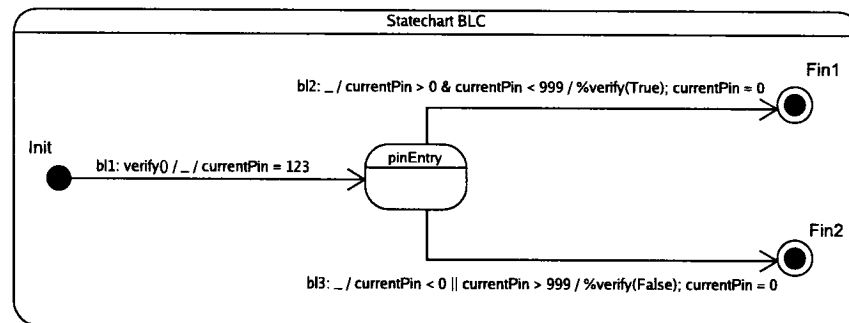 Statechart BLC
Fin1
bl2: _ / currentPin > 0 & currentPin < 999 / %verify(True); currentPin = 0
Init
bl1: verify() / _ / currentPin = 123
pinEntry
Fin2
bl3: _ / currentPin < 0 || currentPin > 999 / %verify(False); currentPin = 0